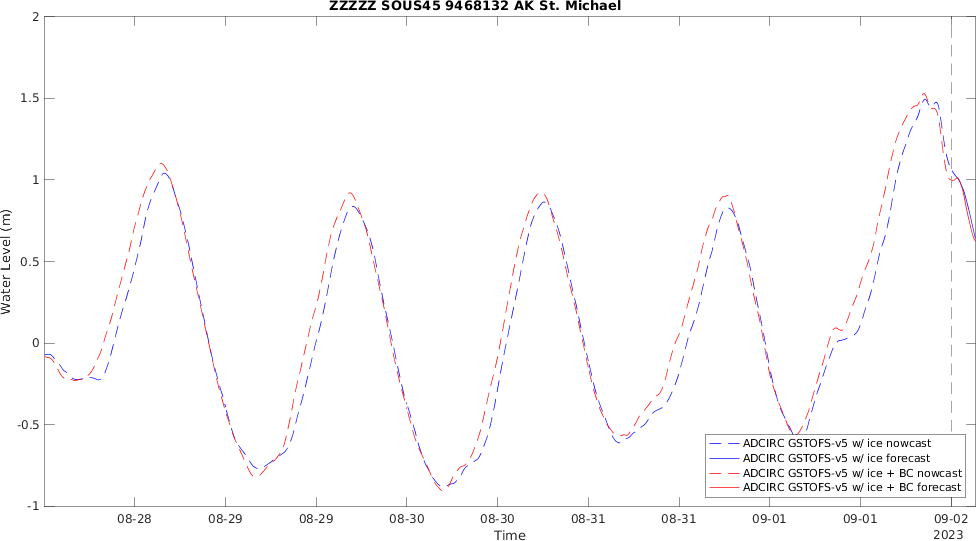 ZZZZZ SOUS45 9468132 AK St. Michael
2
1.5
1
0.5
0
-0.5
-1
Water Level (m)
08-28
08-29
08-29
08-30
08-30
08-31
08-31
09-01
09-01
09-02
2023
Time
ADCIRC GSTOFS-v5 w/ ice nowcast
ADCIRC GSTOFS-v5 w/ ice forecast
ADCIRC GSTOFS-v5 w/ ice + BC nowcast
ADCIRC GSTOFS-v5 w/ ice + BC forecast